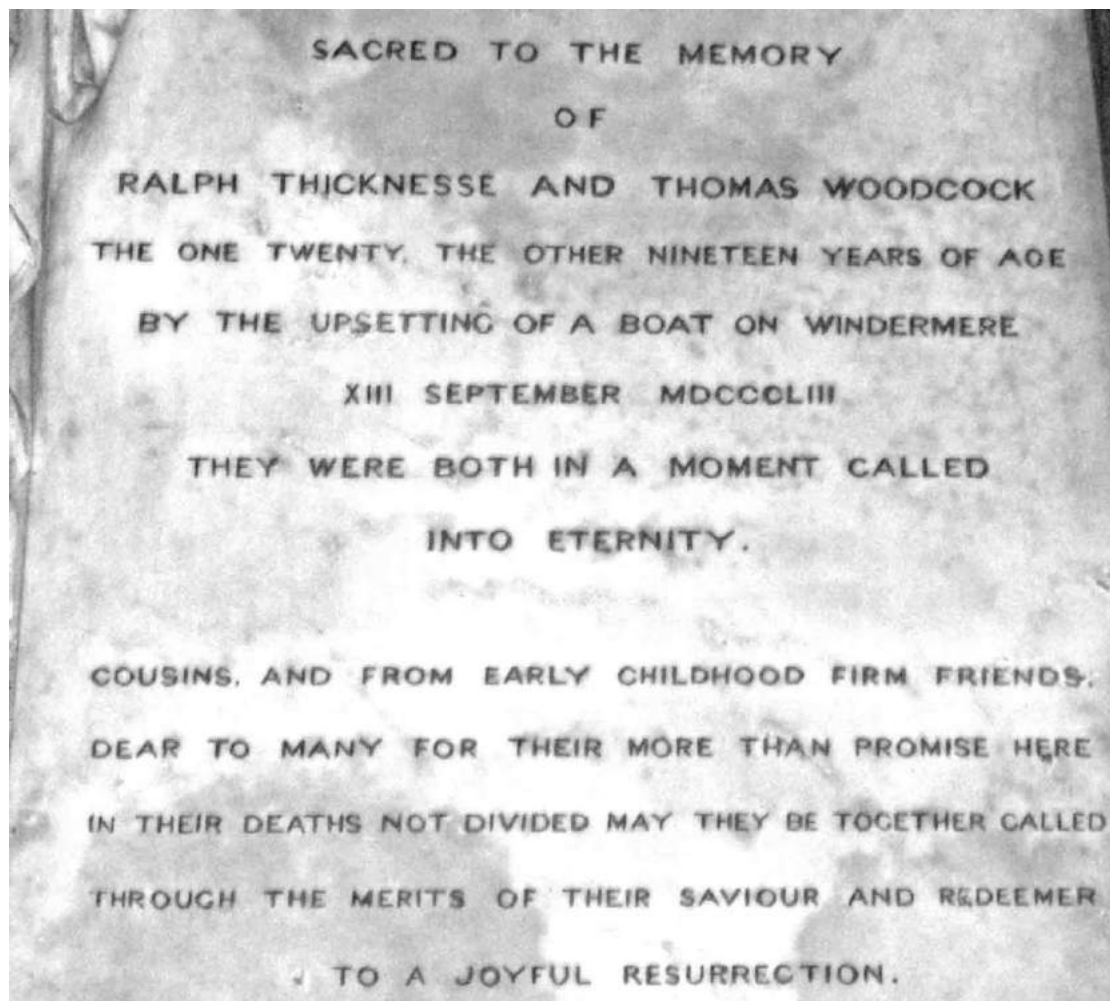 SACRED TO THE MEMORY
OF
RALPH THICKNESSE AND THOMAS WOODCOCK
THE ONE TWENTY, THE OTHER NINETEEN YEARS OF AGE
BY THE UPSETTING OF A BOAT ON WINDERMERE
XIII SEPTEMBER MDCCCLIII
THEY WERE BOTH IN A MOMENT CALLED
INTO ETERNITY.
COUSINS, AND FROM EARLY CHILDHOOD FIRM FRIENDS,
DEAR TO MANY FOR THEIR MORE THAN PROMISE HERE
IN THEIR DEATHS NOT DIVIDED MAY THEY BE TOGETHER CALLED
THROUGH THE MERITS OF THEIR SAVIOUR AND REDEEMER
TO A JOYFUL RESURRECTION.